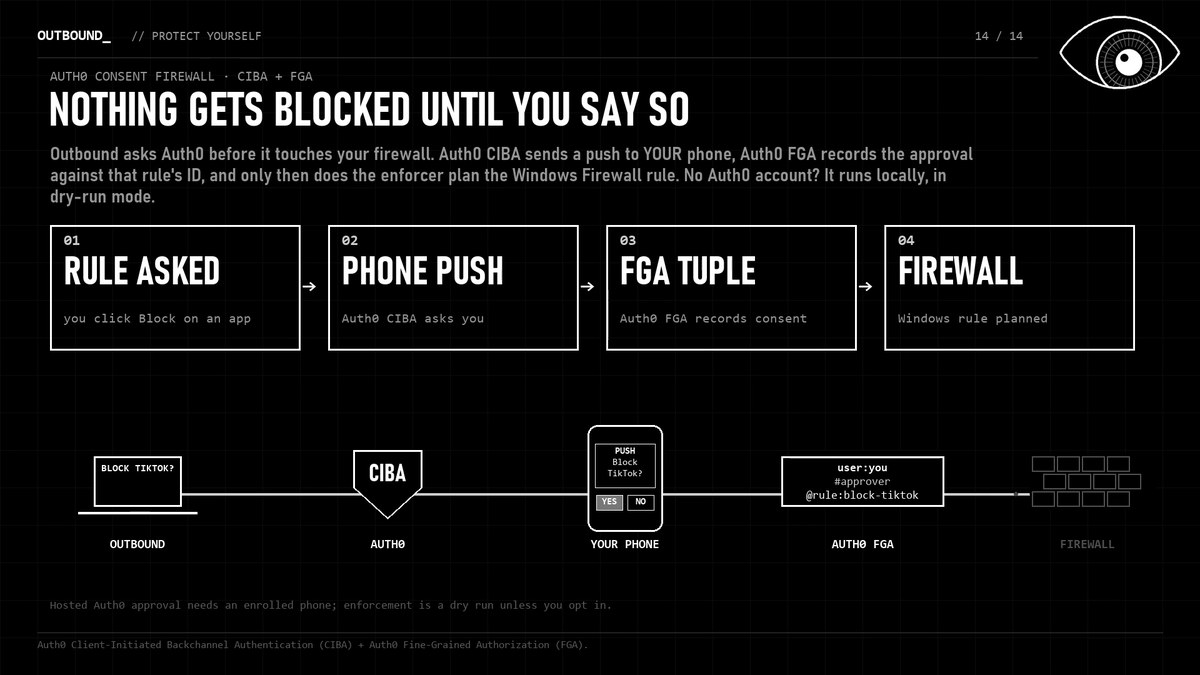 OUTBOUND_ // PROTECT YOURSELF 14 / 14
AUTH0 CONSENT FIREWALL · CIBA + FGA
NOTHING GETS BLOCKED UNTIL YOU SAY SO
Outbound asks Auth0 before it touches your firewall. Auth0 CIBA sends a push to YOUR phone, Auth0 FGA records the approval
against that rule's ID, and only then does the enforcer plan the Windows Firewall rule. No Auth0 account? It runs locally, in
dry-run mode.
01
RULE ASKED
you click Block on an app
→
02
PHONE PUSH
Auth0 CIBA asks you
→
03
FGA TUPLE
Auth0 FGA records consent
→
04
FIREWALL
Windows rule planned
BLOCK TIKTOK?
OUTBOUND
CIBA
AUTH0
PUSH
Block
TikTok?
YES NO
YOUR PHONE
user:you
#approver
@rule:block-tiktok
AUTH0 FGA
FIREWALL
Hosted Auth0 approval needs an enrolled phone; enforcement is a dry run unless you opt in.
Auth0 Client-Initiated Backchannel Authentication (CIBA) + Auth0 Fine-Grained Authorization (FGA).